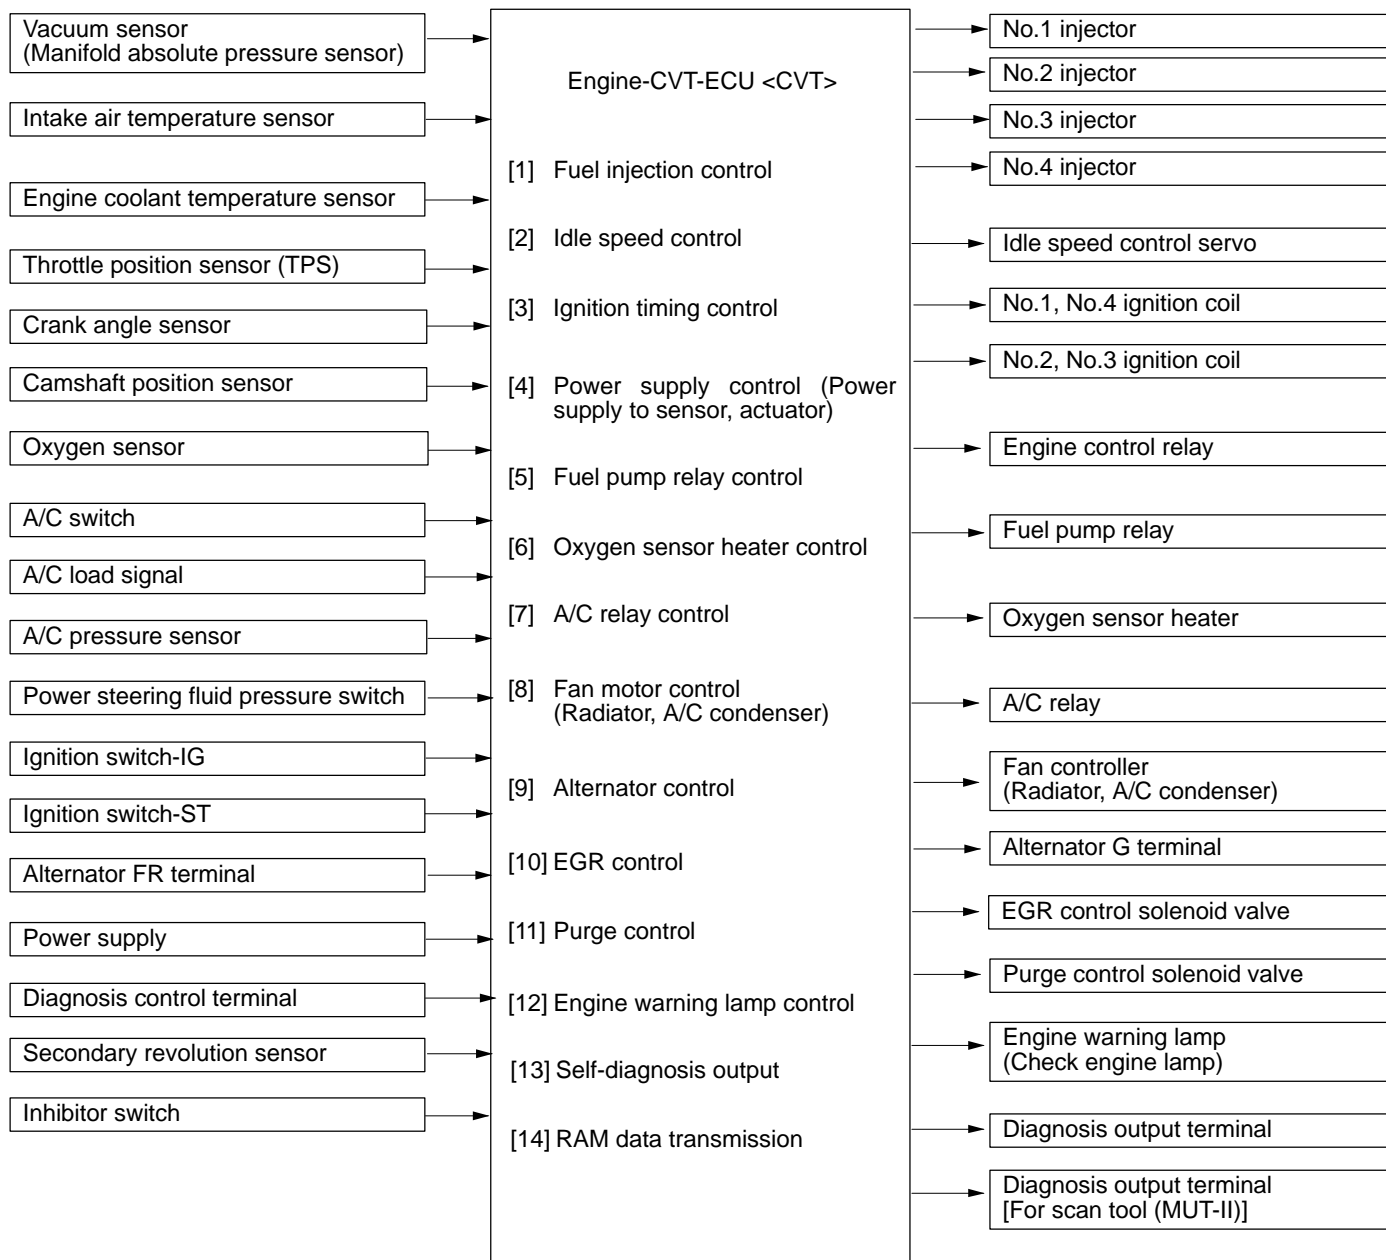 Vacuum sensor
(Manifold absolute pressure sensor)
Intake air temperature sensor
Engine coolant temperature sensor
Throttle position sensor (TPS)
Crank angle sensor
Camshaft position sensor
Oxygen sensor
A/C switch
A/C load signal
A/C pressure sensor
Power steering fluid pressure switch
Ignition switch-IG
Ignition switch-ST
Alternator FR terminal
Power supply
Diagnosis control terminal
Secondary revolution sensor
Inhibitor switch
Engine-CVT-ECU <CVT>
[1] Fuel injection control
[2] Idle speed control
[3] Ignition timing control
[4] Power supply control (Power
supply to sensor, actuator)
[5] Fuel pump relay control
[6] Oxygen sensor heater control
[7] A/C relay control
[8] Fan motor control
(Radiator, A/C condenser)
[9] Alternator control
[10] EGR control
[11] Purge control
[12] Engine warning lamp control
[13] Self-diagnosis output
[14] RAM data transmission
No.1 injector
No.2 injector
No.3 injector
No.4 injector
Idle speed control servo
No.1, No.4 ignition coil
No.2, No.3 ignition coil
Engine control relay
Fuel pump relay
Oxygen sensor heater
A/C relay
Fan controller
(Radiator, A/C condenser)
Alternator G terminal
EGR control solenoid valve
Purge control solenoid valve
Engine warning lamp
(Check engine lamp)
Diagnosis output terminal
Diagnosis output terminal
[For scan tool (MUT-II)]